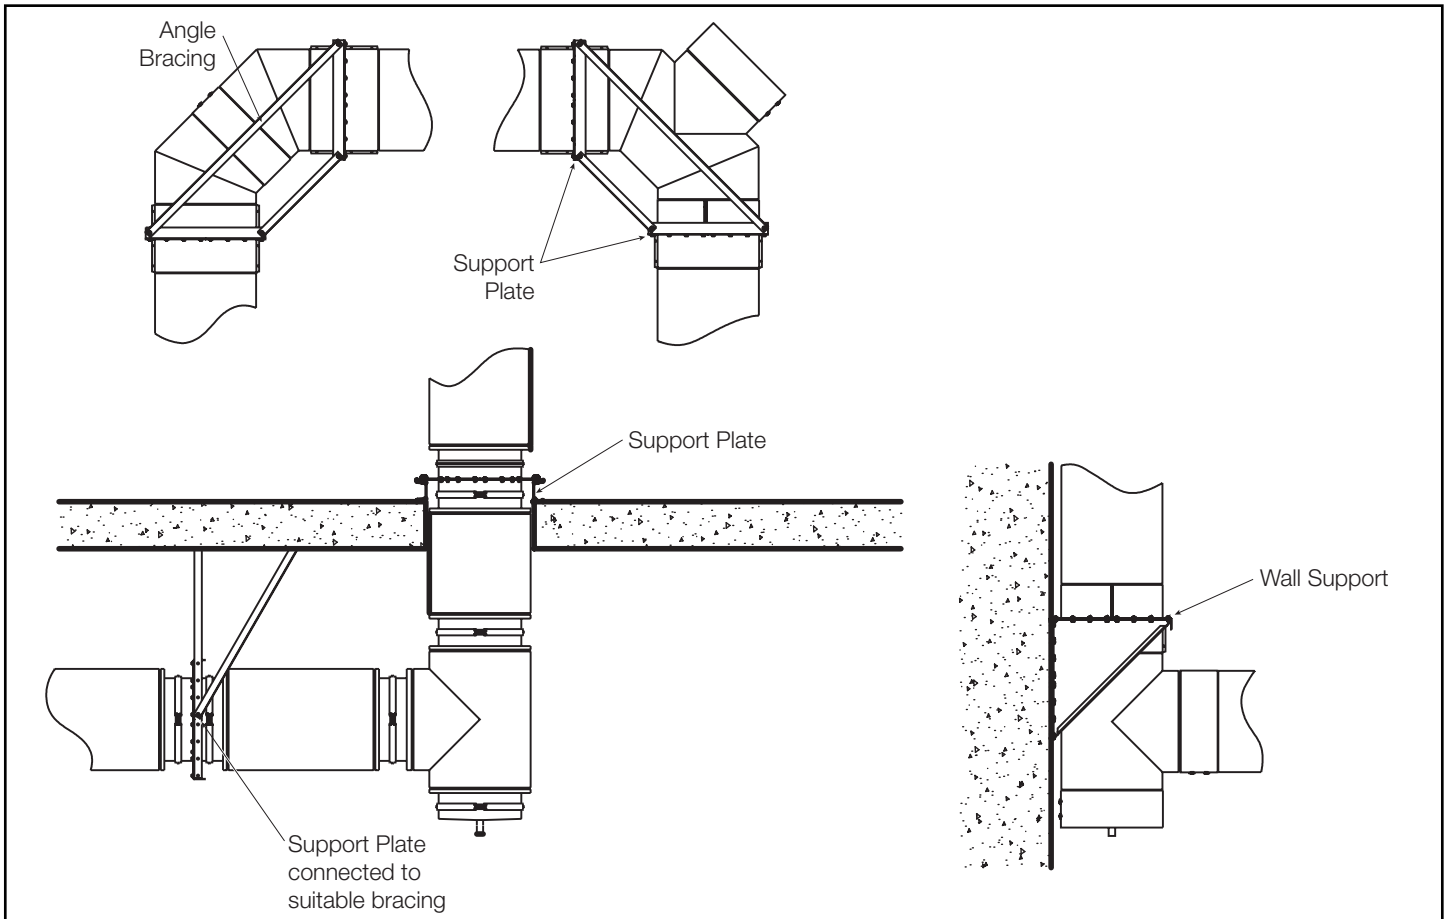 Angle
Bracing
Support
Plate
Support Plate
Wall Support
Support Plate
connected to
suitable bracing